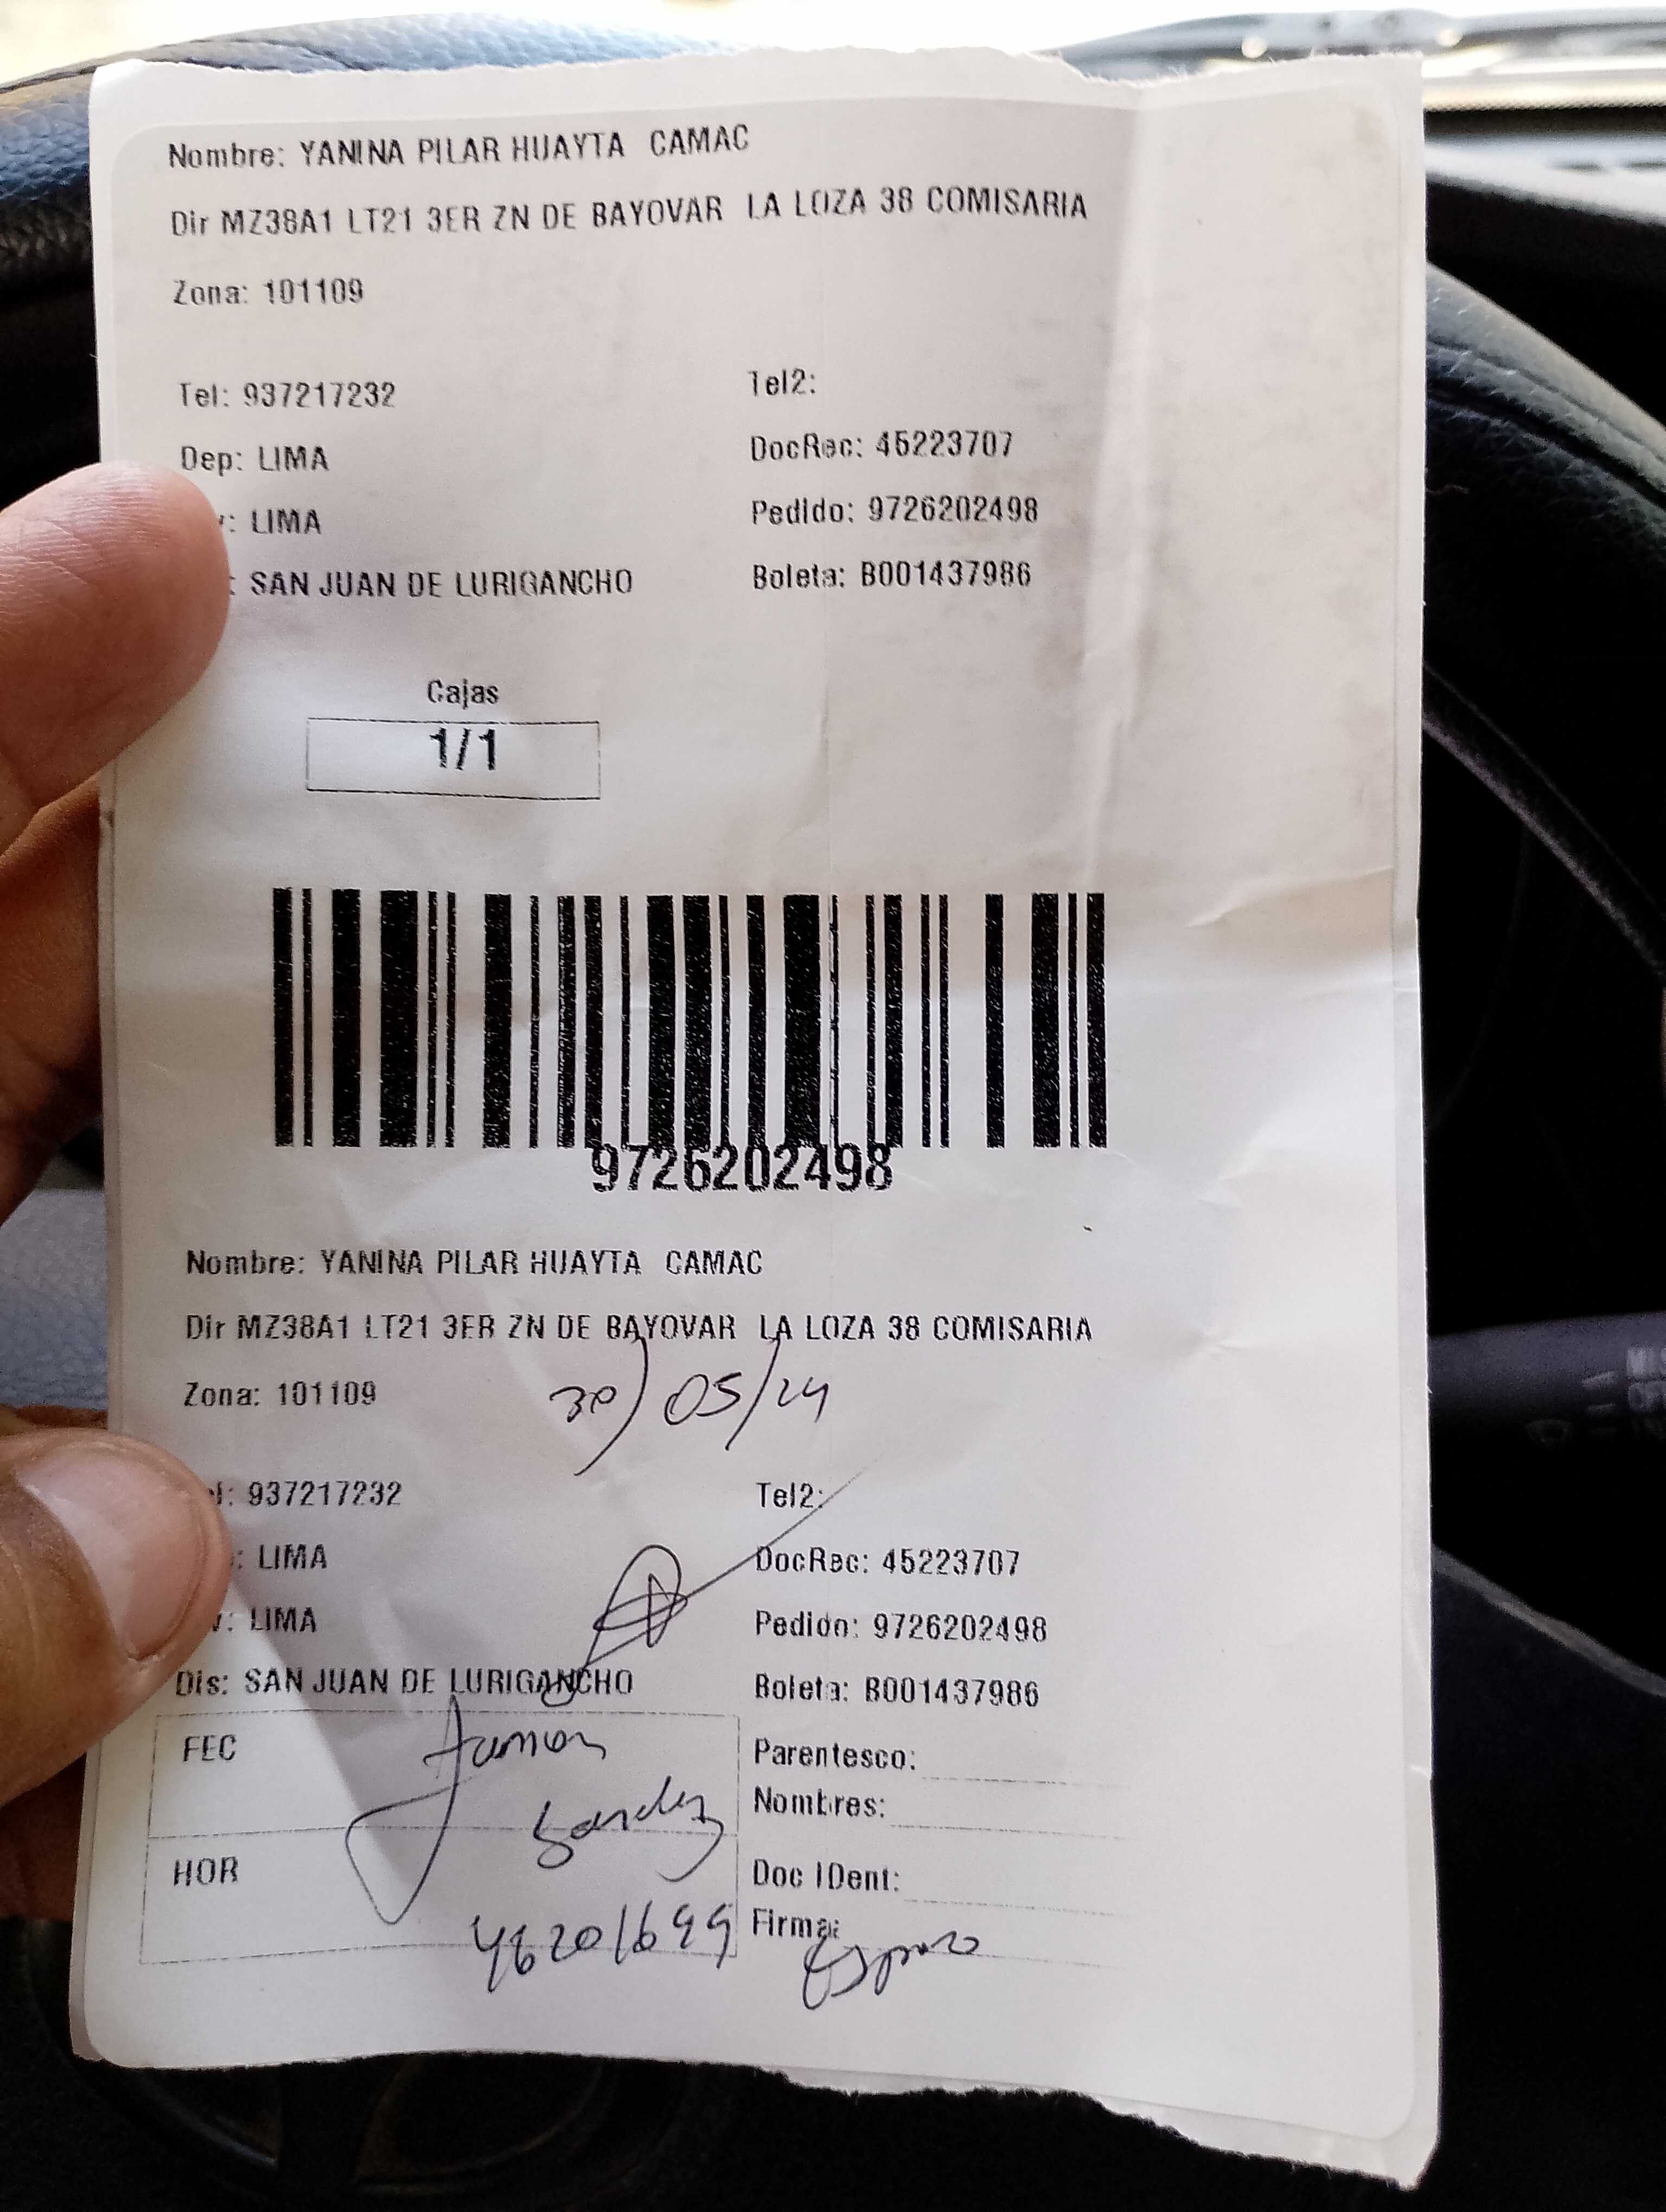 Nombre: YANINA PILAR HUAYTA CAMAC
Dir MZ38A1 LT21 3ER ZN DE BAYOVAR LA LOZA 38 COMISARIA
Zona: 101109
Tel: 937217232
Tel2:
Dep: LIMA
DocRec: 45223707
: LIMA
Pedido: 9726202498
: SAN JUAN DE LURIGANCHO
Boleta: B001437986
Cajas
1/1
9726202498
Nombre: YANINA PILAR HUAYTA CAMAC
Dir MZ38A1 LT21 3ER ZN DE BAYOVAR LA LOZA 38 COMISARIA
Zona: 101109
30/05/24
: 937217232
Tel2:
: LIMA
DocRec: 45223707
: LIMA
Pedido: 9726202498
Dis: SAN JUAN DE LURIGANCHO
Boleta: B001437986
FEC
Parentesco:
Nombres:
HOR
Doc IDent:
46201699
Firma:
Esposo